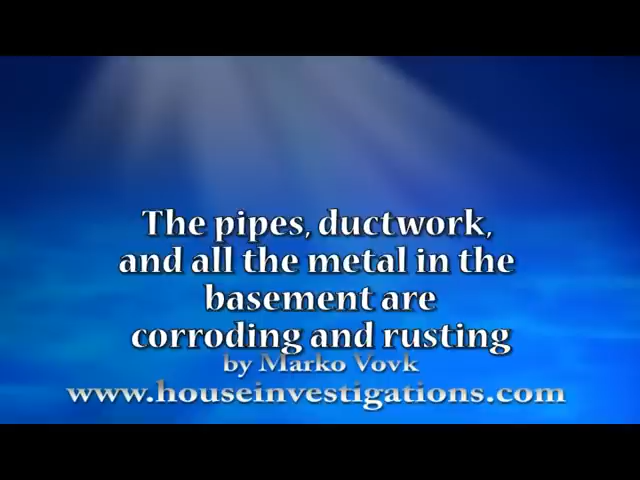 The pipes, ductwork,
and all the metal in the
basement are
corroding and rusting
by Marko Vovk
www.houseinvestigations.com